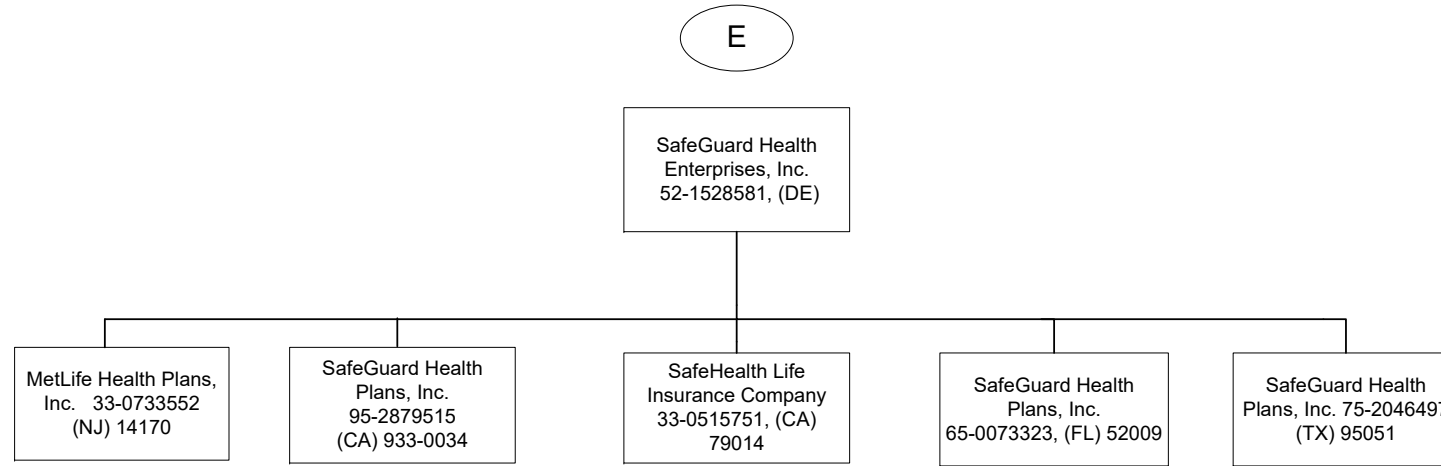 E
SafeGuard Health
Enterprises, Inc.
52-1528581, (DE)
MetLife Health Plans,
Inc. 33-0733552
(NJ) 14170
SafeGuard Health
Plans, Inc.
95-2879515
(CA) 933-0034
SafeHealth Life
Insurance Company
33-0515751, (CA)
79014
SafeGuard Health
Plans, Inc.
65-0073323, (FL) 52009
SafeGuard Health
Plans, Inc. 75-2046497
(TX) 95051